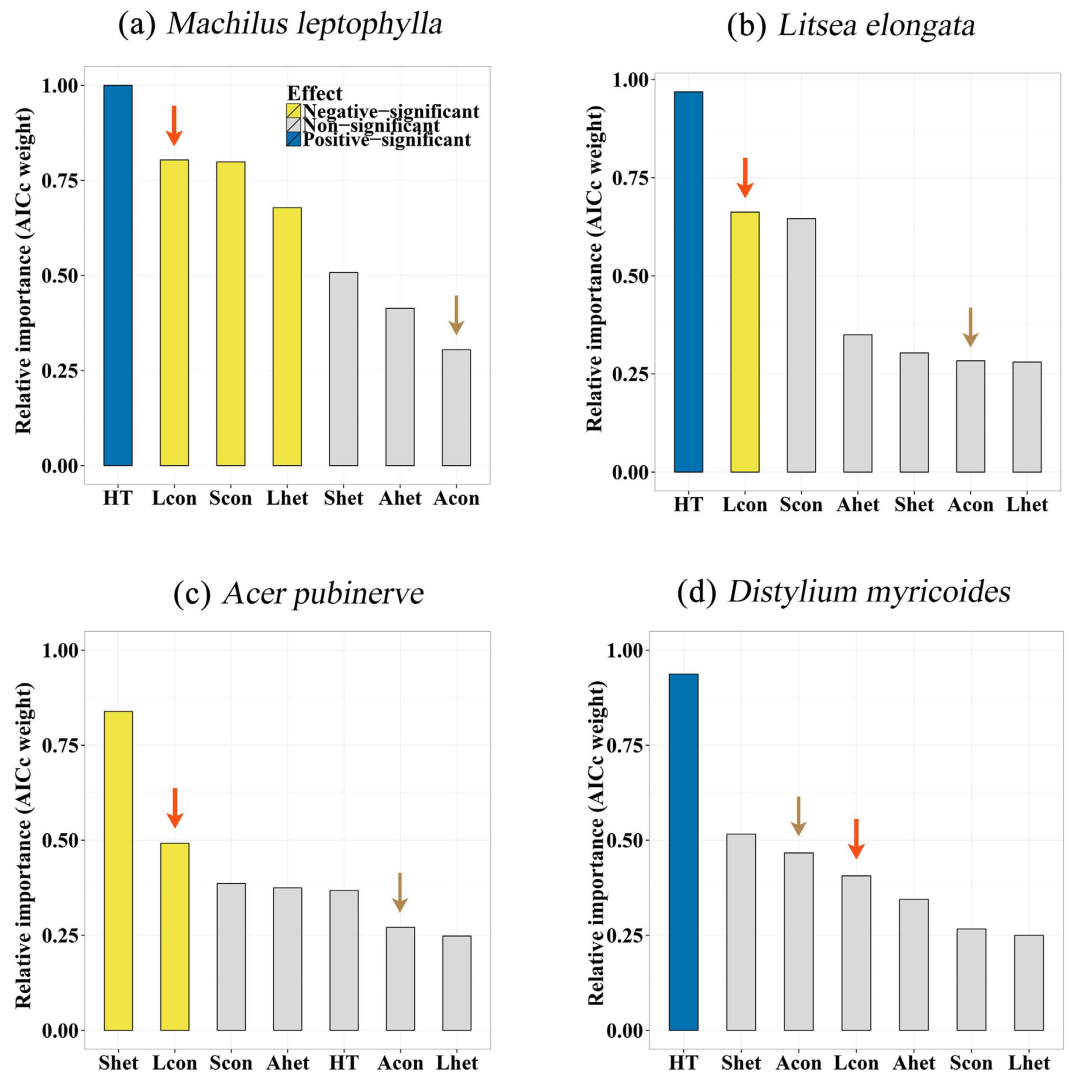 (a) Machilus leptophylla
Relative importance (AICc weight)
1.00
0.75
0.50
0.25
0.00
Effect
Negative−significant
Non−significant
Positive−significant
HT Lcon Scon Lhet Shet Ahet Acon
(b) Litsea elongata
Relative importance (AICc weight)
1.00
0.75
0.50
0.25
0.00
HT Lcon Scon Ahet Shet Acon Lhet
(c) Acer pubinerve
Relative importance (AICc weight)
1.00
0.75
0.50
0.25
0.00
Shet Lcon Scon Ahet HT Acon Lhet
(d) Distylium myricoides
Relative importance (AICc weight)
1.00
0.75
0.50
0.25
0.00
HT Shet Acon Lcon Ahet Scon Lhet